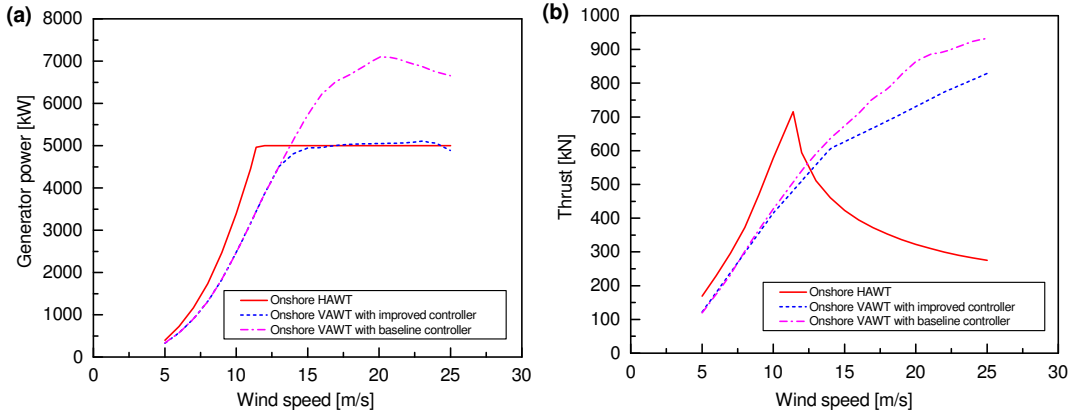 (a)
8000
7000
6000
5000
4000
3000
2000
1000
0
Generator power [kW]
0 5 10 15 20 25 30
Wind speed [m/s]
Onshore HAWT
Onshore VAWT with improved controller
Onshore VAWT with baseline controller
(b)
1000
900
800
700
600
500
400
300
200
100
0
Thrust [kN]
0 5 10 15 20 25 30
Wind speed [m/s]
Onshore HAWT
Onshore VAWT with improved controller
Onshore VAWT with baseline controller